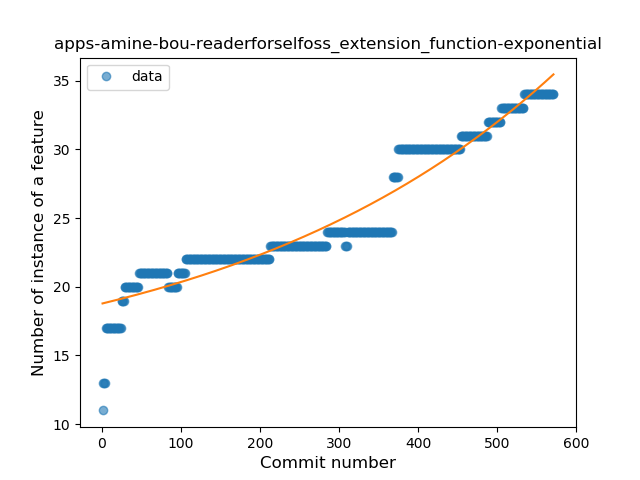 apps-amine-bou-readerforselfoss_extension_function-exponential
data
Number of instance of a feature
35
30
25
20
15
10
0 100 200 300 400 500 600
Commit number